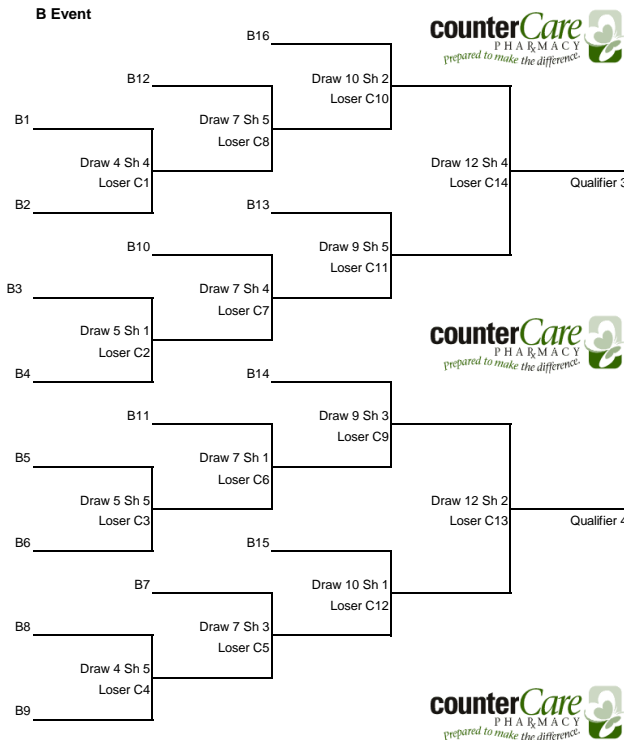 B Event
counterCare
PHARMACY
Prepared to make the difference.
B16
B12
Draw 10 Sh 2
Loser C10
B1
Draw 7 Sh 5
Loser C8
Draw 4 Sh 4
Loser C1
Draw 12 Sh 4
Loser C14
Qualifier 3
B2
B13
B10
Draw 9 Sh 5
Loser C11
B3
Draw 7 Sh 4
Loser C7
Draw 5 Sh 1
Loser C2
counterCare
PHARMACY
Prepared to make the difference.
B4
B14
B11
Draw 9 Sh 3
Loser C9
B5
Draw 7 Sh 1
Loser C6
Draw 5 Sh 5
Loser C3
Draw 12 Sh 2
Loser C13
Qualifier 4
B6
B15
B7
Draw 10 Sh 1
Loser C12
B8
Draw 7 Sh 3
Loser C5
Draw 4 Sh 5
Loser C4
B9
counterCare
PHARMACY
Prepared to make the difference.